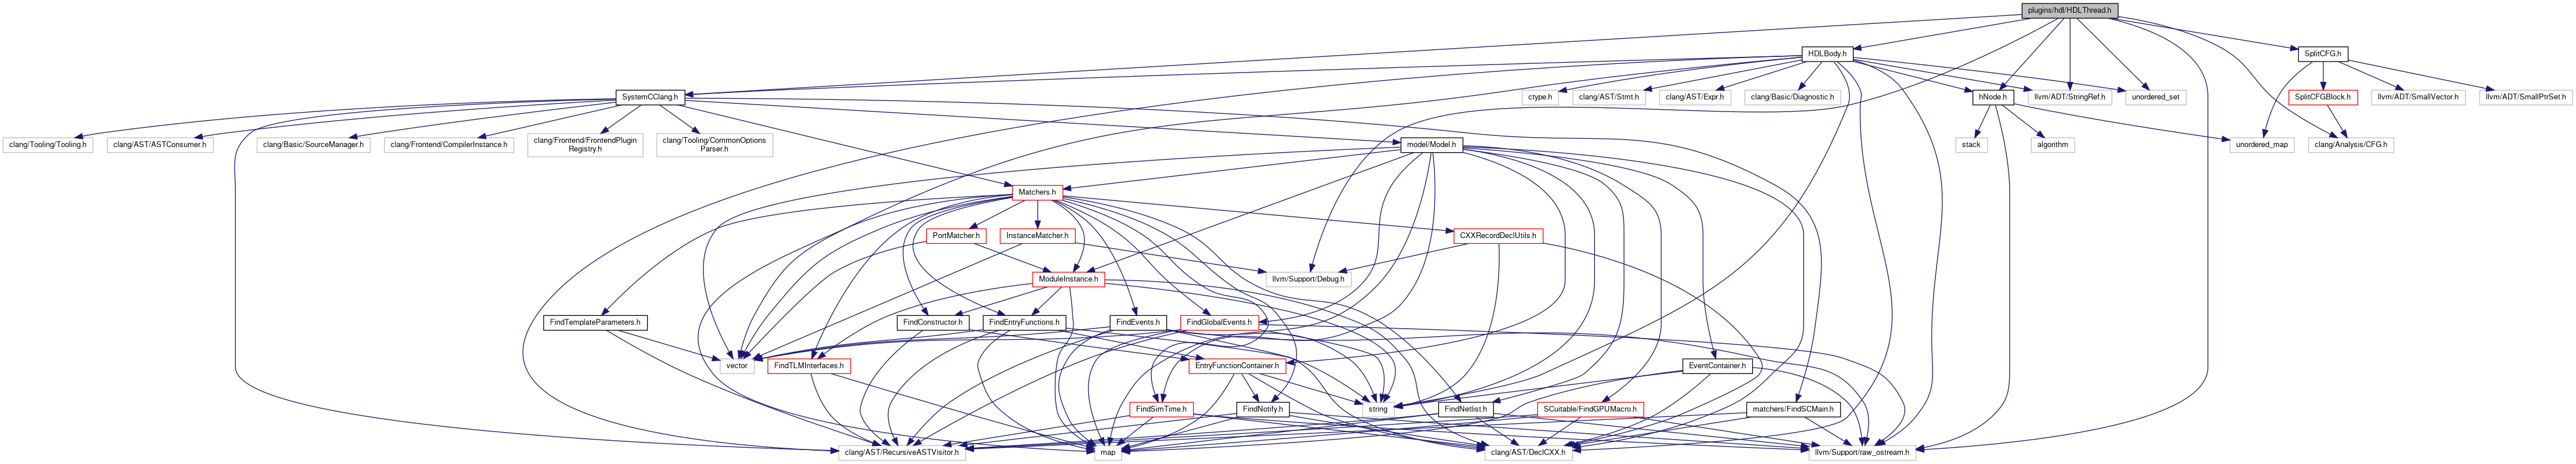 plugins/hdl/HDLThread.h
HDLBody.h
SplitCFG.h
SystemCClang.h
ctype.h
clang/AST/Stmt.h
clang/AST/Expr.h
clang/Basic/Diagnostic.h
hNode.h
llvm/ADT/StringRef.h
unordered_set
SplitCFGBlock.h
llvm/ADT/SmallVector.h
llvm/ADT/SmallPtrSet.h
clang/Tooling/Tooling.h
clang/AST/ASTConsumer.h
clang/Basic/SourceManager.h
clang/Frontend/CompilerInstance.h
clang/Frontend/FrontendPlugin
Registry.h
clang/Tooling/CommonOptions
Parser.h
model/Model.h
stack
algorithm
unordered_map
clang/Analysis/CFG.h
Matchers.h
PortMatcher.h
InstanceMatcher.h
CXXRecordDeclUtils.h
ModuleInstance.h
llvm/Support/Debug.h
FindTemplateParameters.h
FindConstructor.h
FindEntryFunctions.h
FindEvents.h
FindGlobalEvents.h
vector
FindTLMInterfaces.h
EntryFunctionContainer.h
EventContainer.h
FindSimTime.h
FindNotify.h
string
FindNetlist.h
SCuitable/FindGPUMacro.h
matchers/FindSCMain.h
clang/AST/RecursiveASTVisitor.h
map
clang/AST/DeclCXX.h
llvm/Support/raw_ostream.h